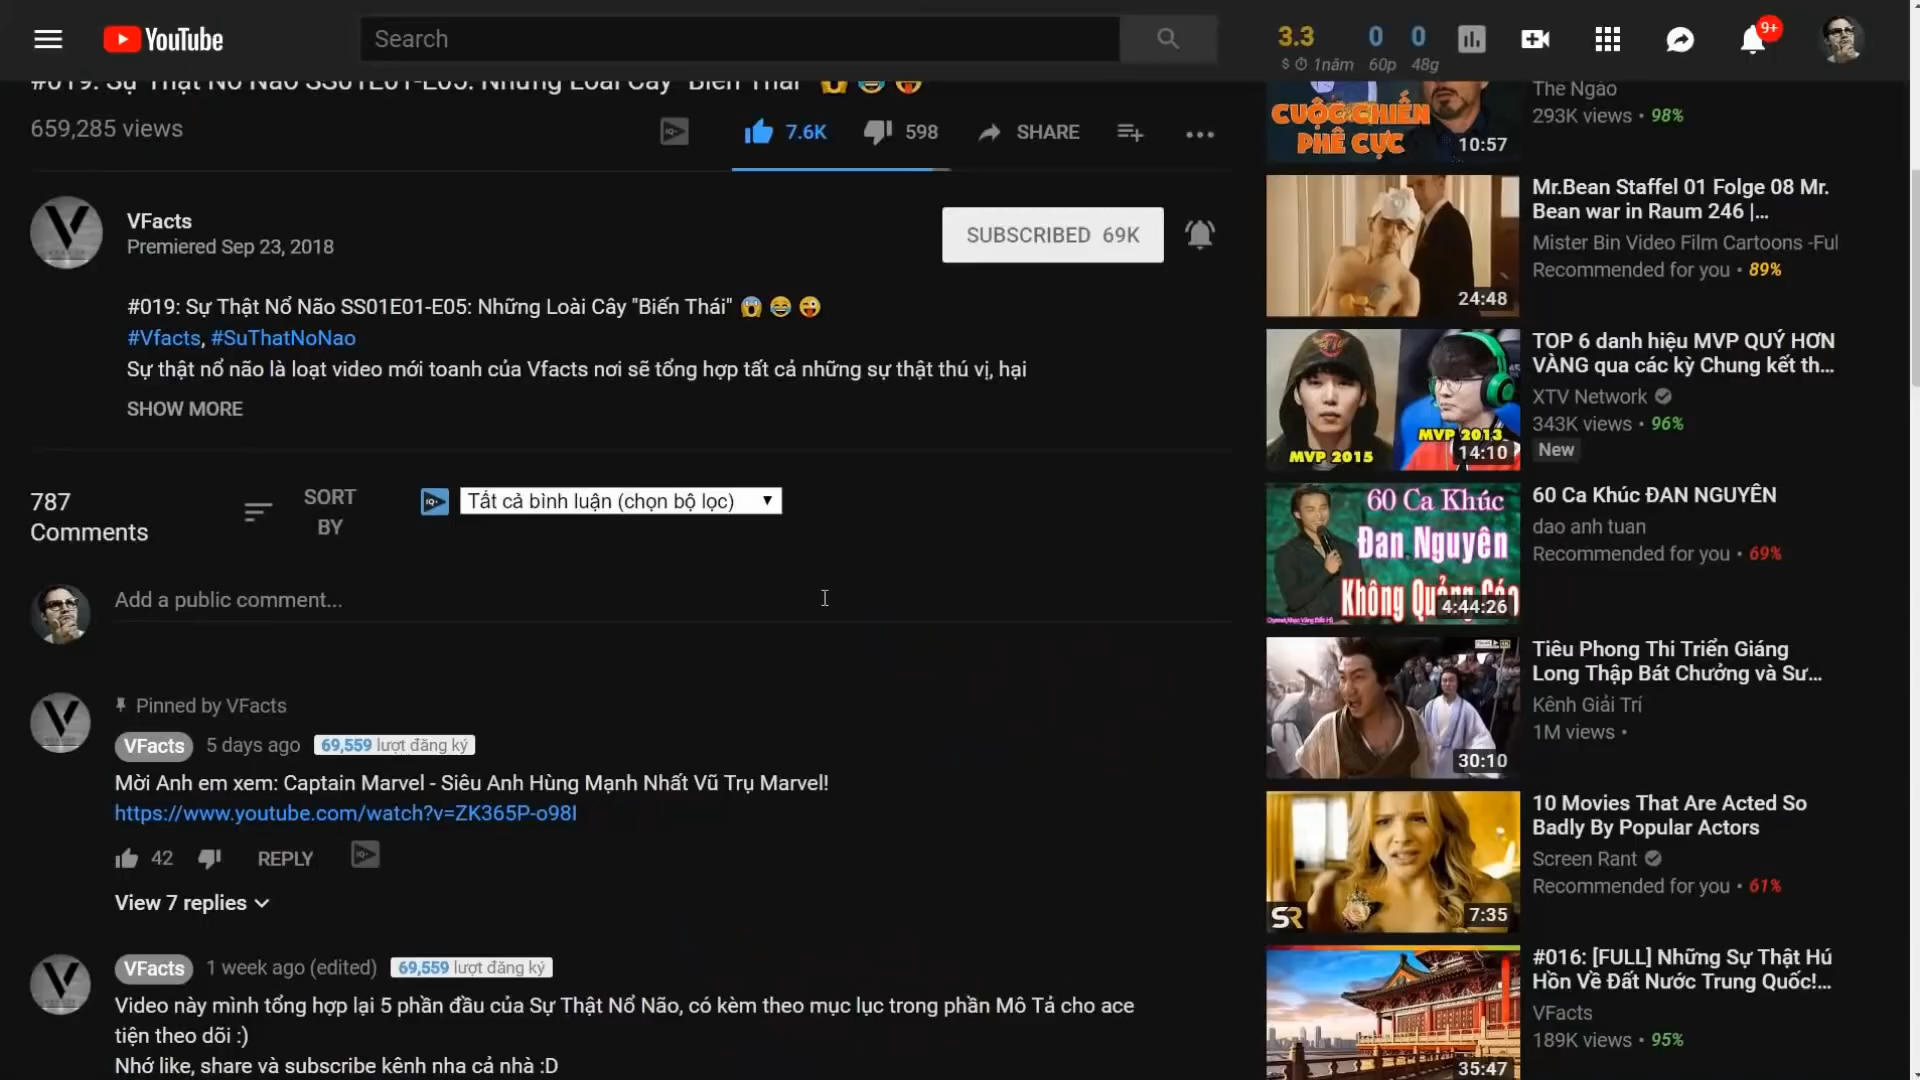 YouTube
Search
3.3
0
0
1năm
60p
48g
9+
#019: Sự Thật Nổ Não SS01E01-E05: Những Loài Cây "Biến Thái"
659,285 views
7.6K
598
SHARE
VFacts
Premiered Sep 23, 2018
SUBSCRIBED 69K
#019: Sự Thật Nổ Não SS01E01-E05: Những Loài Cây "Biến Thái" 😱 😂 😜
#Vfacts, #SuThatNoNao
Sự thật nổ não là loạt video mới toanh của Vfacts nơi sẽ tổng hợp tất cả những sự thật thú vị, hại
SHOW MORE
787
Comments
SORT
BY
Tất cả bình luận (chọn bộ lọc)
Add a public comment...
Pinned by VFacts
VFacts 5 days ago 69,559 lượt đăng ký
Mời Anh em xem: Captain Marvel - Siêu Anh Hùng Mạnh Nhất Vũ Trụ Marvel!
https://www.youtube.com/watch?v=ZK365P-o98I
42
REPLY
View 7 replies
VFacts 1 week ago (edited) 69,559 lượt đăng ký
Video này mình tổng hợp lại 5 phần đầu của Sự Thật Nổ Não, có kèm theo mục lục trong phần Mô Tả cho ace
tiện theo dõi :)
Nhớ like, share và subscribe kênh nha cả nhà :D
CUỘC CHIẾN
PHÊ CỰC
10:57
The Ngáo
293K views • 98%
24:48
Mr.Bean Staffel 01 Folge 08 Mr.
Bean war in Raum 246 |...
Mister Bin Video Film Cartoons -Ful
Recommended for you • 89%
MVP 2015
MVP 2013
14:10
TOP 6 danh hiệu MVP QUÝ HƠN
VÀNG qua các kỳ Chung kết th...
XTV Network
343K views • 96%
New
60 Ca Khúc
Đan Nguyên
Không Quảng Cáo
4:44:26
60 Ca Khúc ĐAN NGUYÊN
dao anh tuan
Recommended for you • 69%
30:10
Tiêu Phong Thi Triển Giáng
Long Thập Bát Chưởng và Sư...
Kênh Giải Trí
1M views •
SR
7:35
10 Movies That Are Acted So
Badly By Popular Actors
Screen Rant
Recommended for you • 61%
35:47
#016: [FULL] Những Sự Thật Hú
Hồn Về Đất Nước Trung Quốc!...
VFacts
189K views • 95%